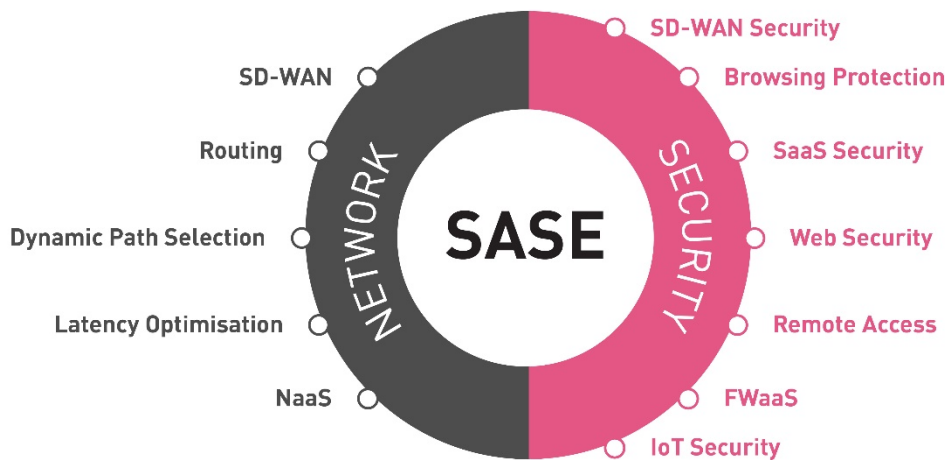 SD-WAN
Routing
Dynamic Path Selection
Latency Optimisation
NaaS
NETWORK
SASE
SECURITY
SD-WAN Security
Browsing Protection
SaaS Security
Web Security
Remote Access
FWaaS
IoT Security